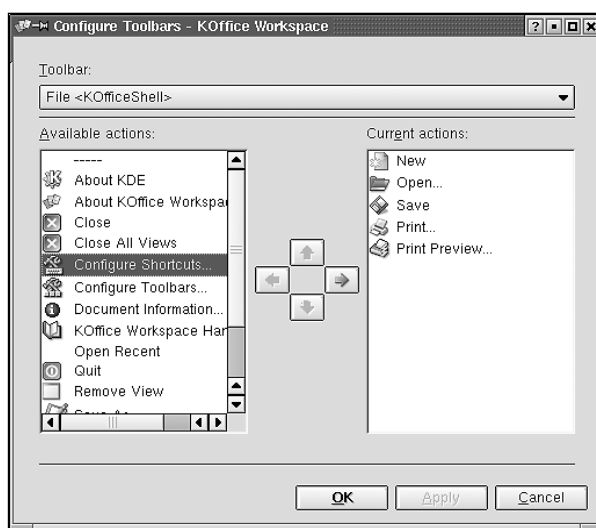 Configure Toolbars - KOffice Workspace
Toolbar:
File <KOfficeShell>
Available actions:
-----
About KDE
About KOffice Workspa
Close
Close All Views
Configure Shortcuts...
Configure Toolbars...
Document Information...
KOffice Workspace Har
Open Recent
Quit
Remove View
Current actions:
New
Open...
Save
Print...
Print Preview...
OK
Apply
Cancel